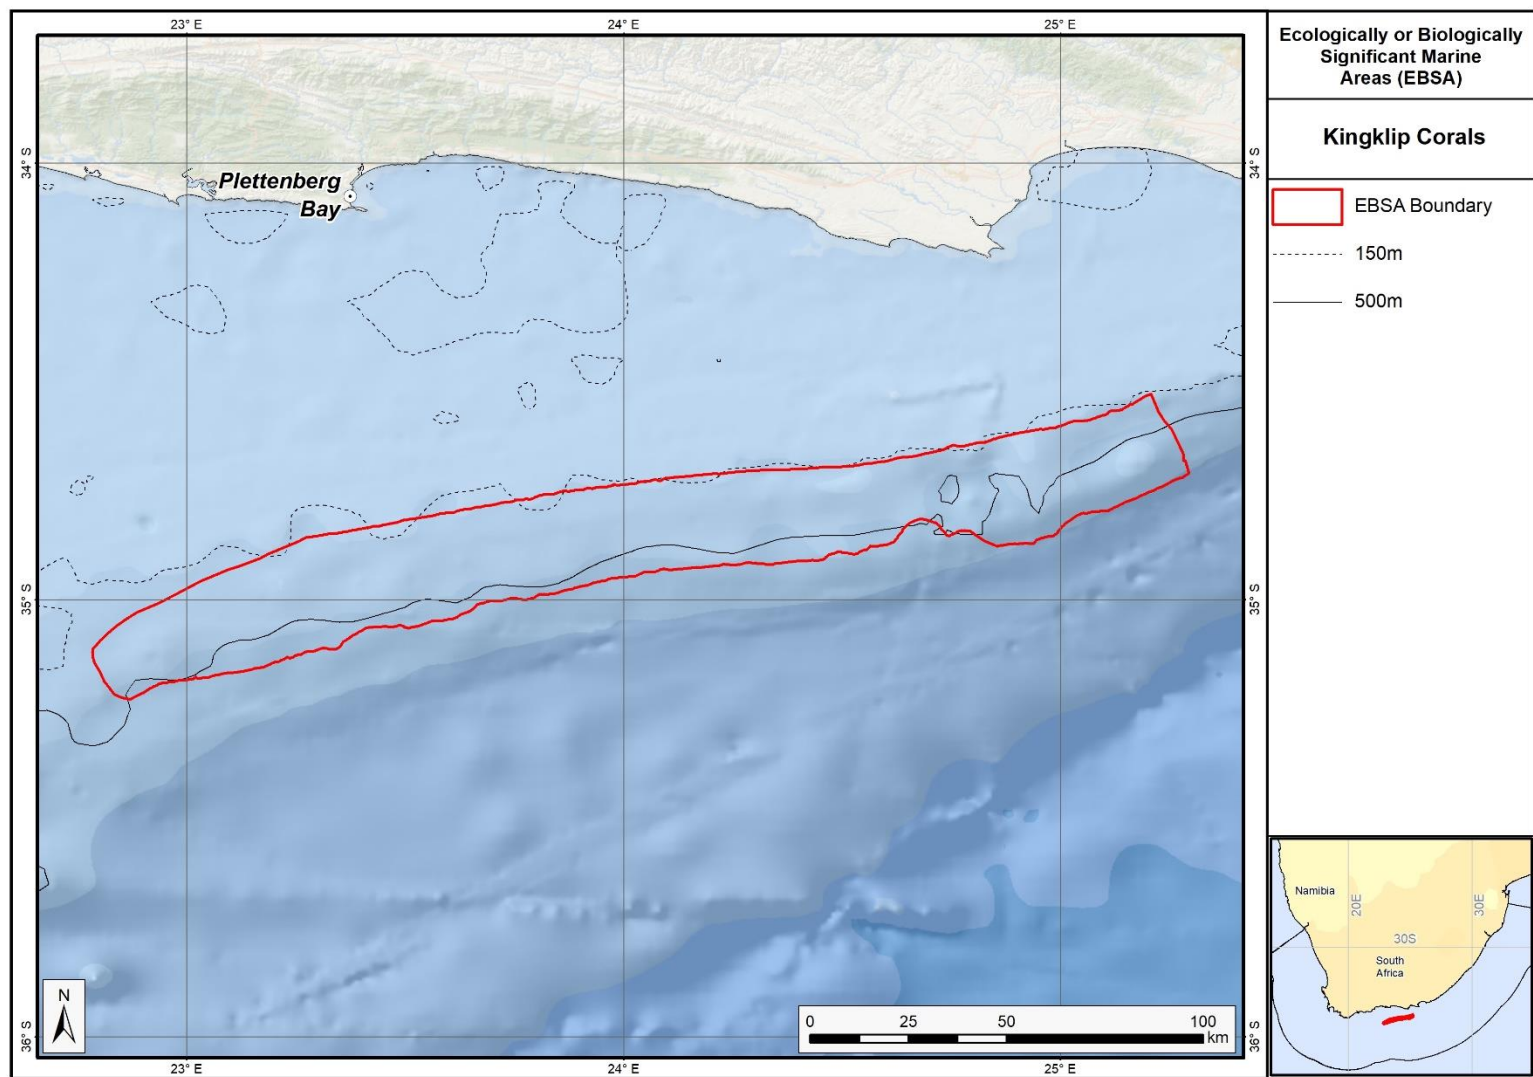 23° E
24° E
25° E
34° S
34° S
Plettenberg
Bay
35° S
35° S
36° S
36° S
N
0
25
50
100
km
23° E
24° E
25° E
Ecologically or Biologically
Significant Marine
Areas (EBSA)
Kingklip Corals
EBSA Boundary
150m
500m
Namibia
20E
30E
30S
South
Africa